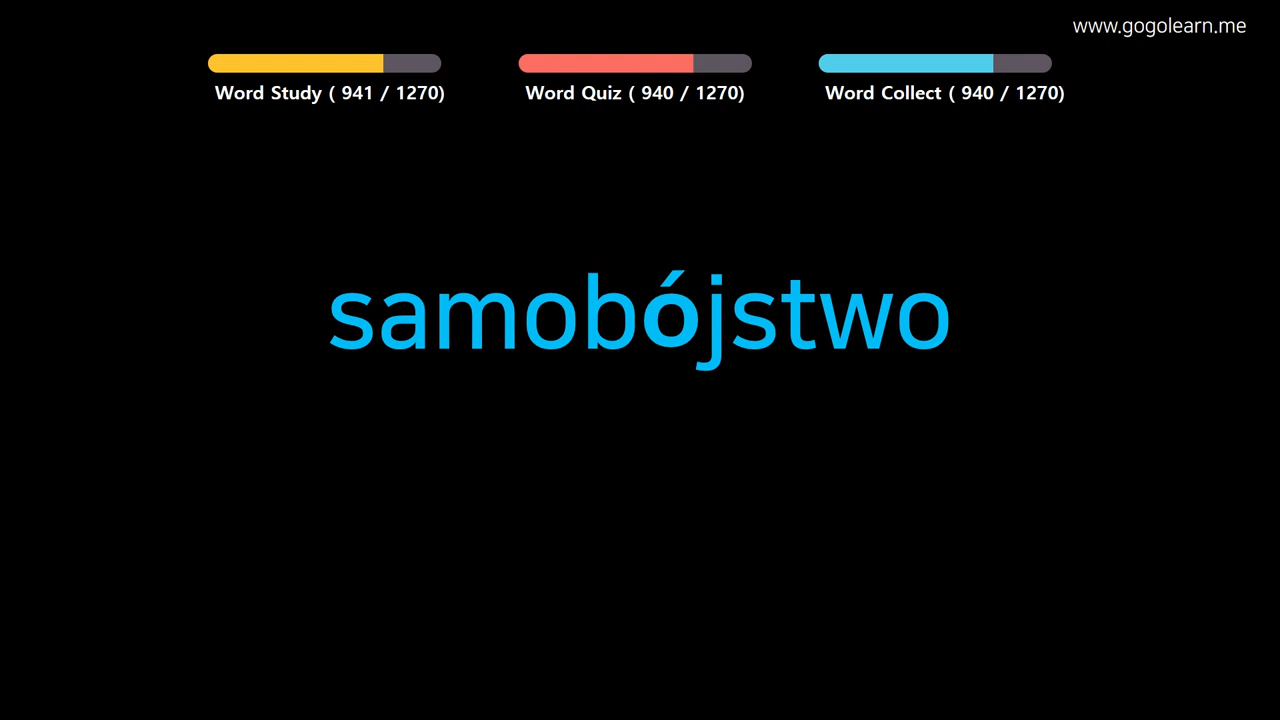 www.gogolearn.me
Word Study ( 941 / 1270)
Word Quiz ( 940 / 1270)
Word Collect ( 940 / 1270)
samobójstwo